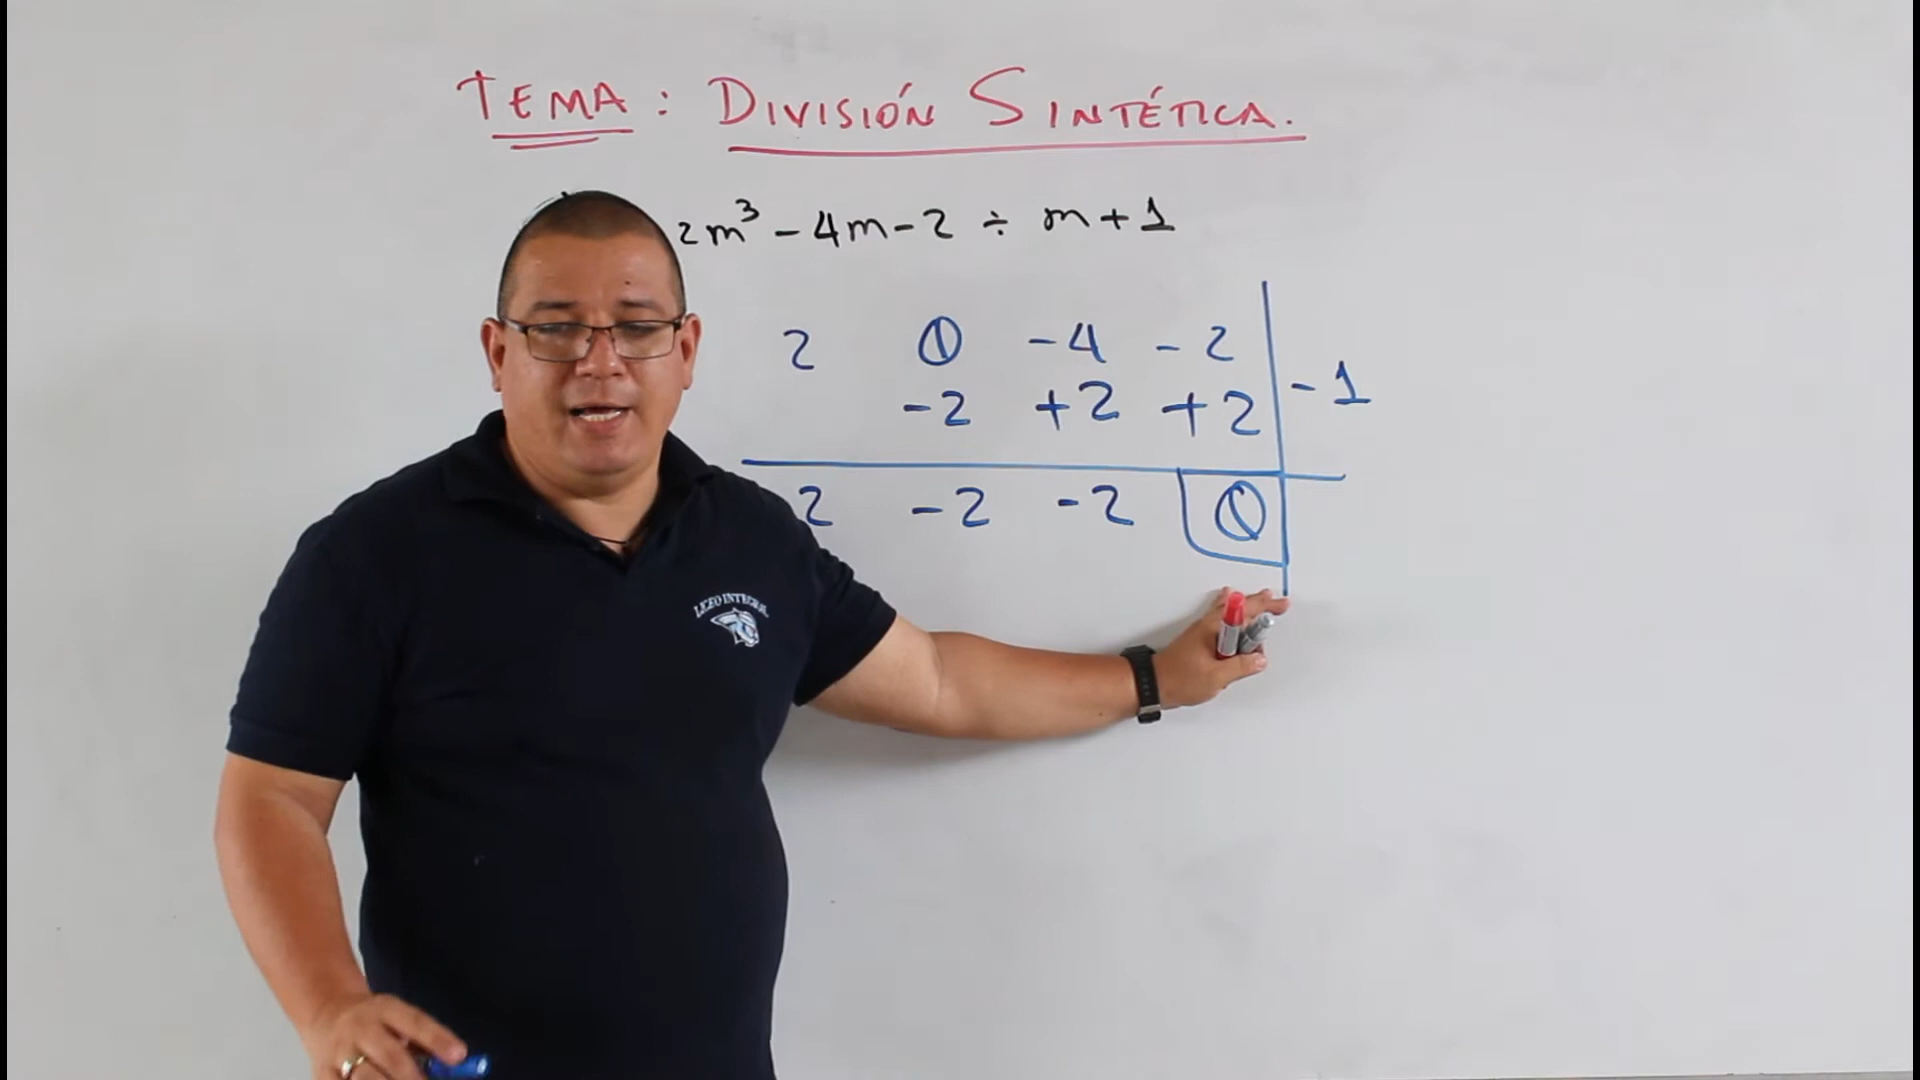 TEMA: DIVISIÓN SINTÉTICA.
2m³ - 4m - 2 ÷ m + 1
2 0 -4 -2
-2 +2 +2 -1
2 -2 -2 0
LICEO